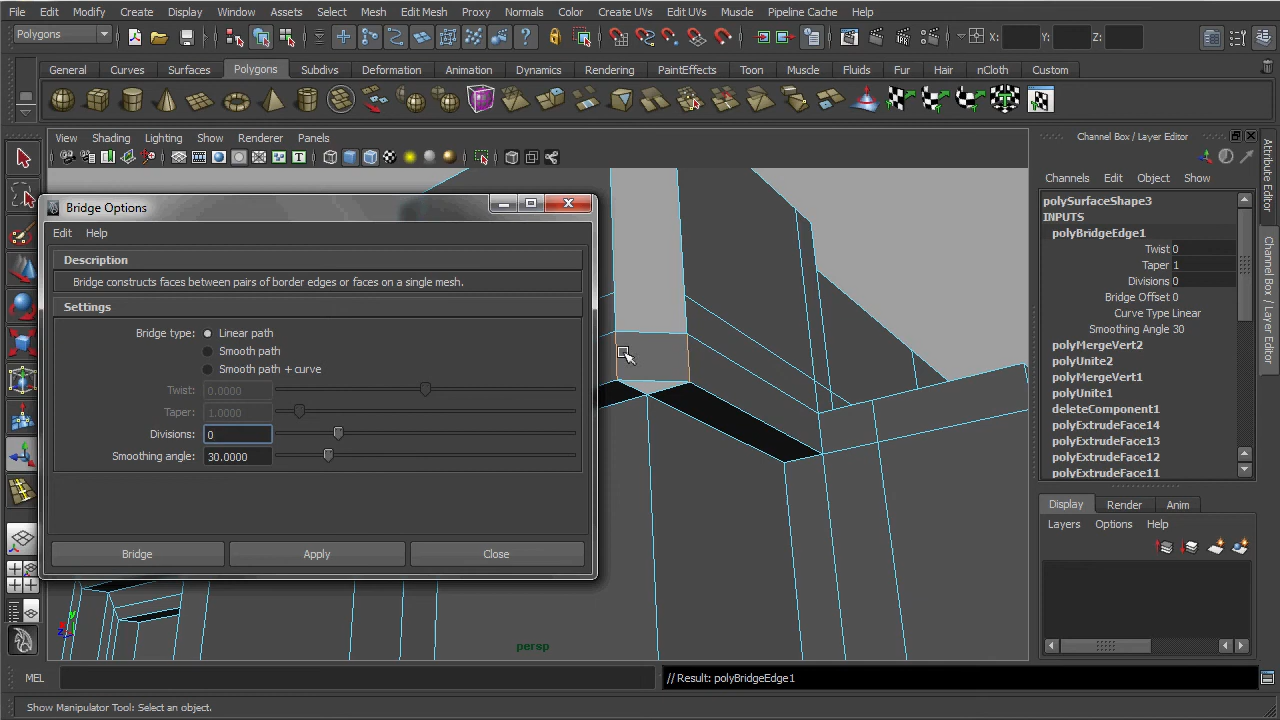 File Edit Modify Create Display Window Assets Select Mesh Edit Mesh Proxy Normals Color Create UVs Edit UVs Muscle Pipeline Cache Help
Polygons X: Y: Z:
General Curves Surfaces Polygons Subdivs Deformation Animation Dynamics Rendering PaintEffects Toon Muscle Fluids Fur Hair nCloth Custom
View Shading Lighting Show Renderer Panels
Channel Box / Layer Editor
Channels Edit Object Show
polySurfaceShape3
INPUTS
polyBridgeEdge1
Twist 0
Taper 1
Divisions 0
Bridge Offset 0
Curve Type Linear
Smoothing Angle 30
polyMergeVert2
polyUnite2
polyMergeVert1
polyUnite1
deleteComponent1
polyExtrudeFace14
polyExtrudeFace13
polyExtrudeFace12
polyExtrudeFace11
Attribute Editor
Channel Box / Layer Editor
Bridge Options
Edit Help
Description
Bridge constructs faces between pairs of border edges or faces on a single mesh.
Settings
Bridge type: Linear path
Smooth path
Smooth path + curve
Twist: 0.0000
Taper: 1.0000
Divisions: 0
Smoothing angle: 30.0000
Bridge Apply Close
Display Render Anim
Layers Options Help
persp
MEL // Result: polyBridgeEdge1
Show Manipulator Tool: Select an object.